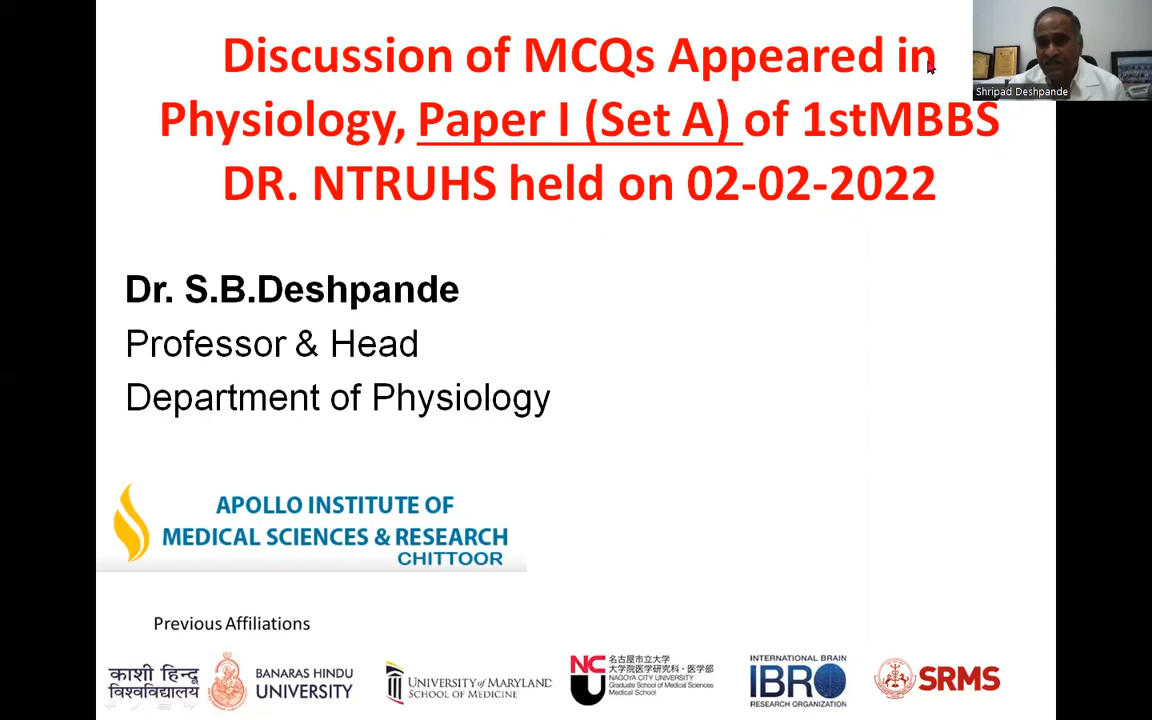 Discussion of MCQs Appeared in
Physiology, Paper I (Set A) of 1stMBBS
DR. NTRUHS held on 02-02-2022
Shripad Deshpande
Dr. S.B.Deshpande
Professor & Head
Department of Physiology
APOLLO INSTITUTE OF
MEDICAL SCIENCES & RESEARCH
CHITTOOR
Previous Affiliations
काशी हिन्दू
विश्वविद्यालय
BANARAS HINDU
UNIVERSITY
UNIVERSITY of MARYLAND
SCHOOL OF MEDICINE
NCU
名古屋市立大学
大学院医学研究科・医学部
NAGOYA CITY UNIVERSITY
Graduate School of Medical Sciences
Medical School
INTERNATIONAL BRAIN
IBRO
RESEARCH ORGANIZATION
SRMS